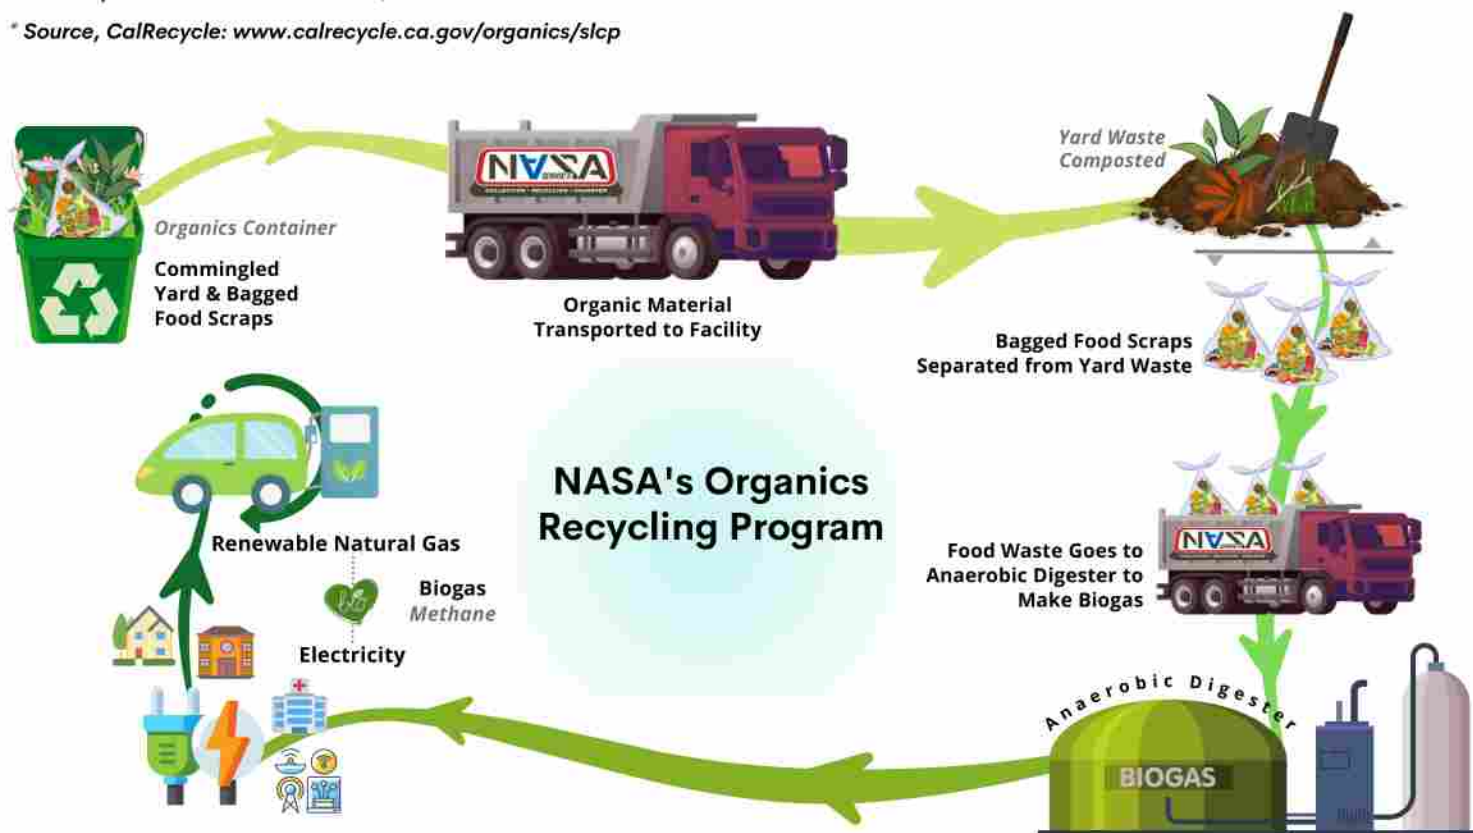 * Source, CalRecycle: www.calrecycle.ca.gov/organics/slcp
NASA
Organics Container
Commingled
Yard & Bagged
Food Scraps
Organic Material
Transported to Facility
Yard Waste
Composted
Bagged Food Scraps
Separated from Yard Waste
NASA's Organics
Recycling Program
NASA
Food Waste Goes to
Anaerobic Digester to
Make Biogas
Renewable Natural Gas
bio
Biogas
Methane
Electricity
Anaerobic Digester
BIOGAS